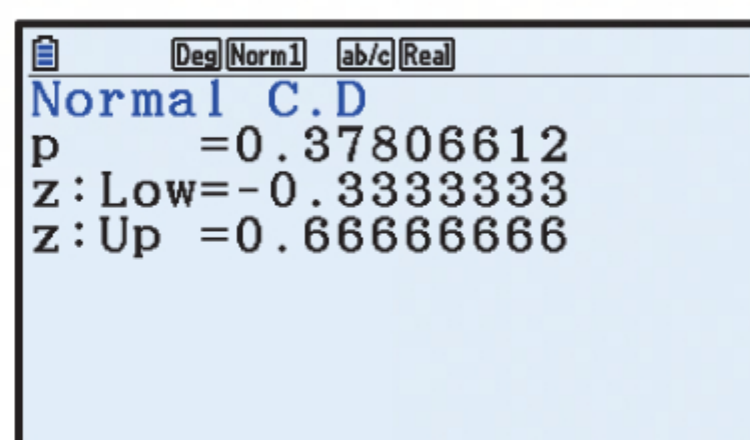 Deg Norm1 ab/c Real
Normal C.D
p =0.37806612
z:Low=-0.3333333
z:Up =0.66666666